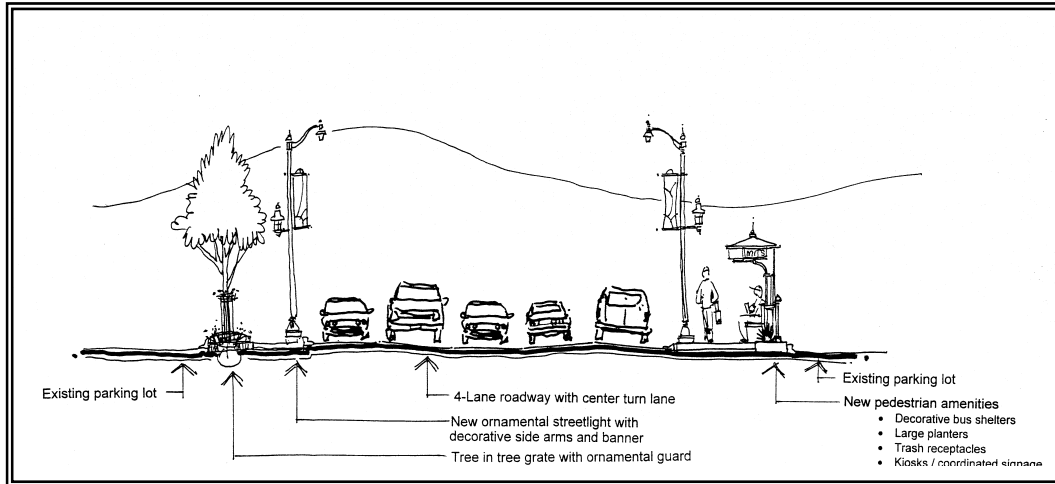 Existing parking lot
4-Lane roadway with center turn lane
New ornamental streetlight with
decorative side arms and banner
Tree in tree grate with ornamental guard
Existing parking lot
New pedestrian amenities
• Decorative bus shelters
• Large planters
• Trash receptacles
• Kiosks / coordinated signage